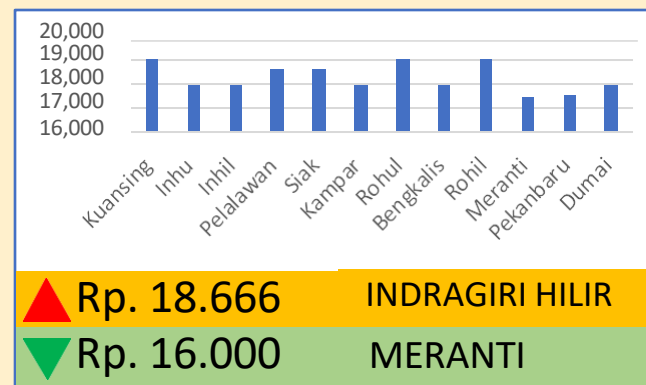 20,000
19,000
18,000
17,000
16,000
Kuansing
Inhu
Inhil
Pelalawan
Siak
Kampar
Rohul
Bengkalis
Rohil
Meranti
Pekanbaru
Dumai
Rp. 18.666 INDRAGIRI HILIR
Rp. 16.000 MERANTI